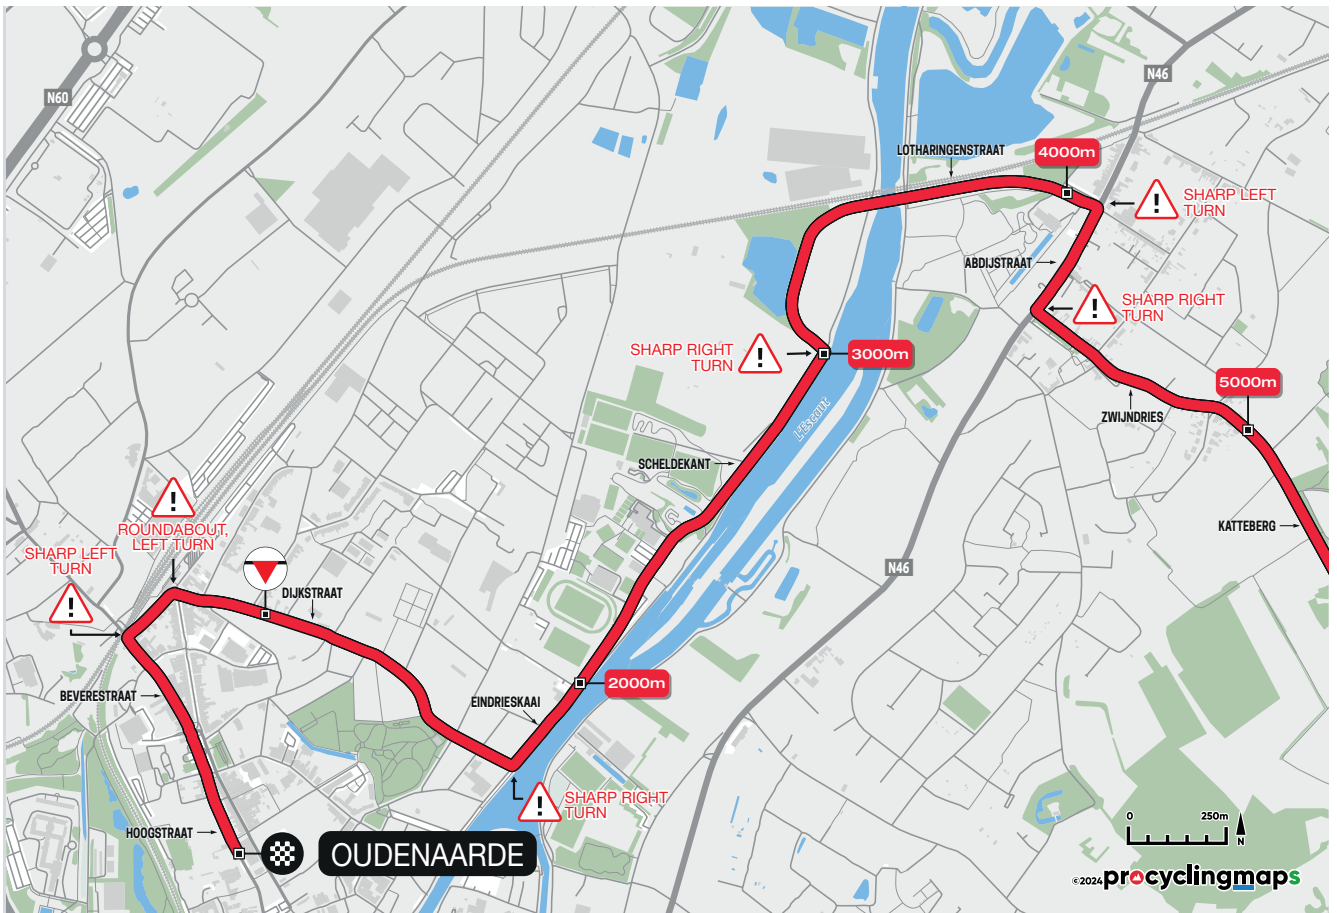 N46
N60
LOTHARINGENSTRAAT
4000m
SHARP LEFT
TURN
ABDIJSTRAAT
SHARP RIGHT
TURN
SHARP RIGHT
TURN
3000m
5000m
ZWIJNDRIES
L'Escaut
SCHELDEKANT
KATTEBERG
ROUNDABOUT,
LEFT TURN
SHARP LEFT
TURN
DIJKSTRAAT
N46
2000m
BEVERESTRAAT
EINDRIESKAAI
SHARP RIGHT
TURN
HOOGSTRAAT
OUDENAARDE
0 250m
N
©2024 procyclingmaps